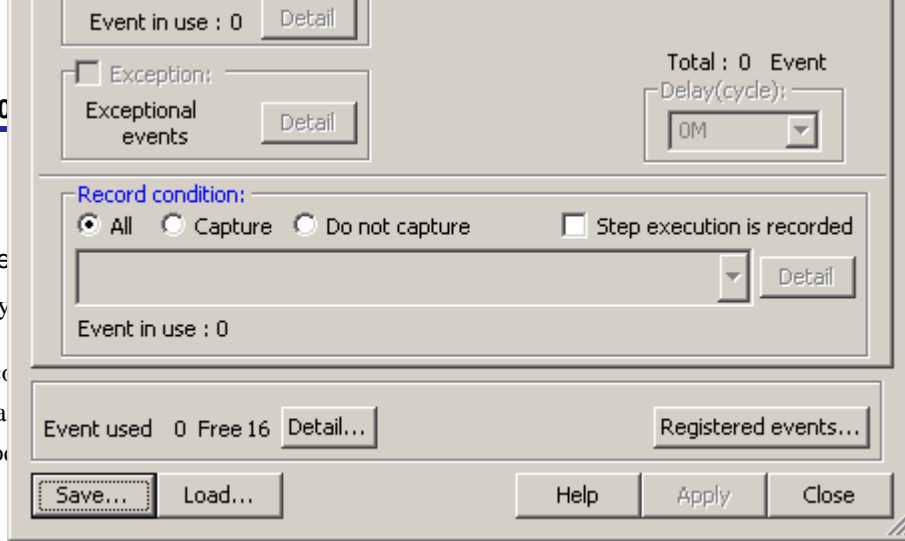 Event in use : 0 Detail
Exception:
Exceptional events Detail
Total : 0 Event
Delay(cycle):
0M
Record condition:
All Capture Do not capture Step execution is recorded
Detail
Event in use : 0
Event used 0 Free 16 Detail... Registered events...
Save... Load... Help Apply Close